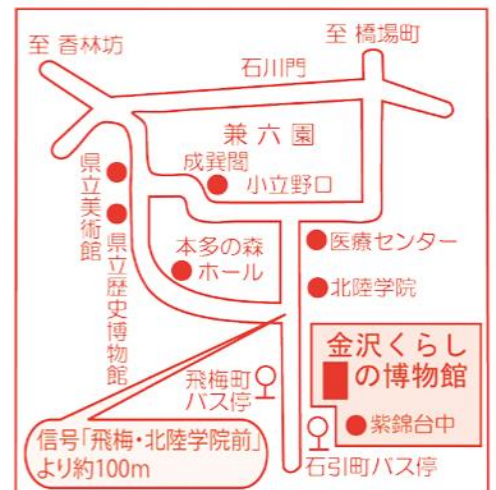 至 香林坊
至 橋場町
石川門
兼六園
成巽閣
小立野口
県立美術館
県立歴史博物館
本多の森
ホール
医療センター
北陸学院
金沢くらし
の博物館
紫錦台中
飛梅町
バス停
石引町バス停
信号「飛梅・北陸学院前」
より約100m